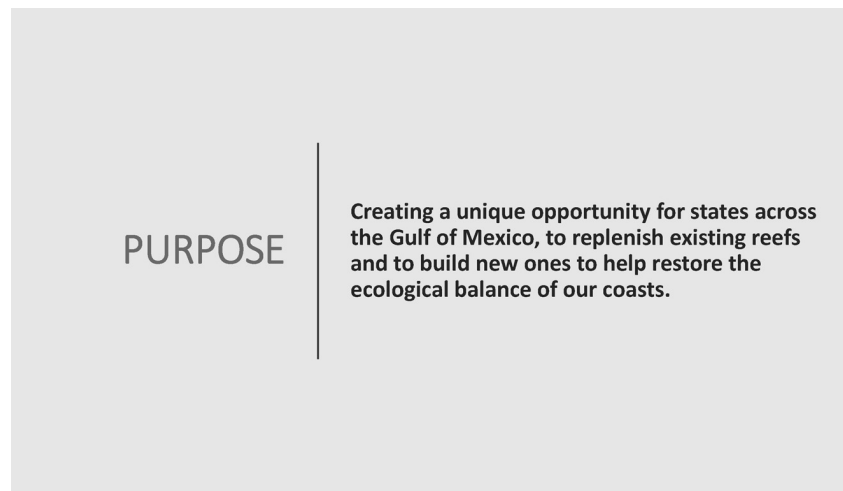 PURPOSE
Creating a unique opportunity for states across
the Gulf of Mexico, to replenish existing reefs
and to build new ones to help restore the
ecological balance of our coasts.